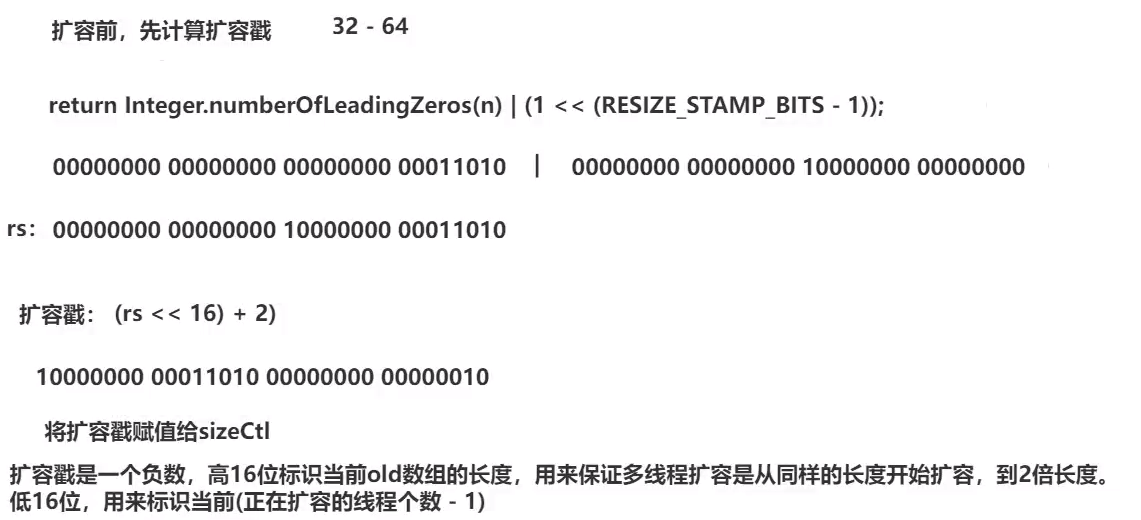 扩容前，先计算扩容戳 32 - 64
return Integer.numberOfLeadingZeros(n) | (1 << (RESIZE_STAMP_BITS - 1));
00000000 00000000 00000000 00011010 | 00000000 00000000 10000000 00000000
rs: 00000000 00000000 10000000 00011010
扩容戳： (rs << 16) + 2)
10000000 00011010 00000000 00000010
将扩容戳赋值给sizeCtl
扩容戳是一个负数，高16位标识当前old数组的长度，用来保证多线程扩容是从同样的长度开始扩容，到2倍长度。
低16位，用来标识当前(正在扩容的线程个数 - 1)